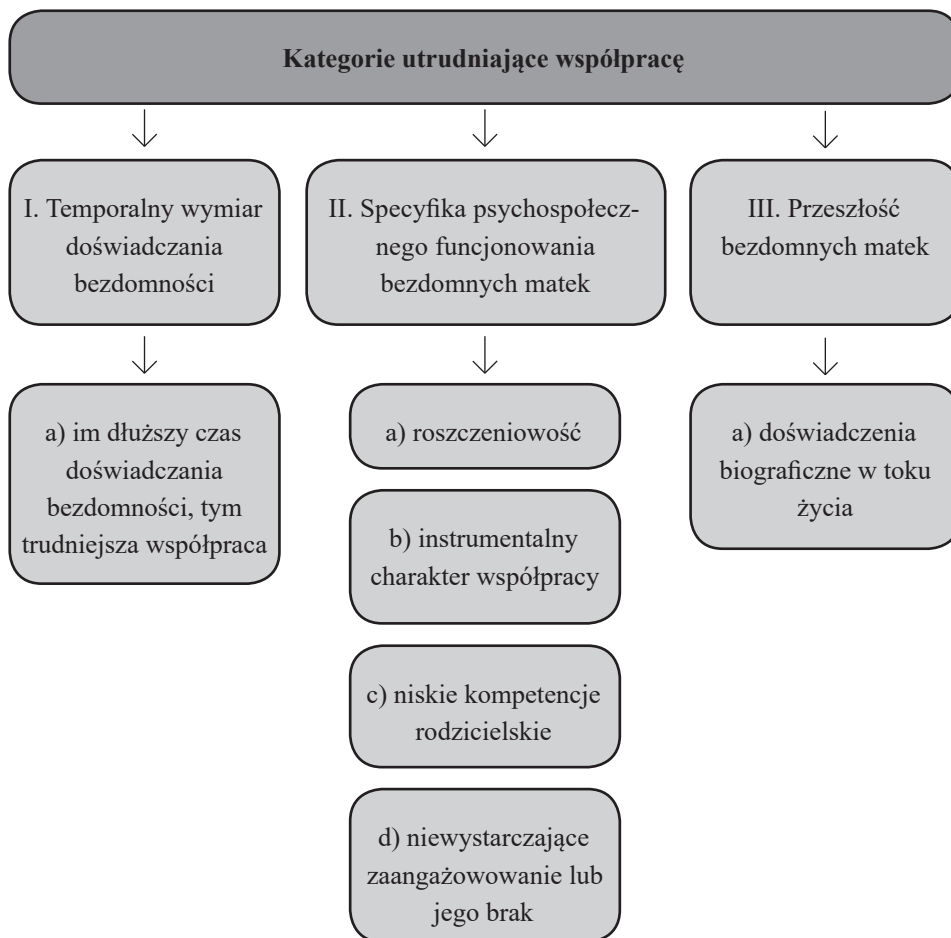 Kategorie utrudniające współpracę
I. Temporalny wymiar
doświadczania
bezdomności
II. Specyfika psychospołecz-
nego funcjonowania
bezdomnych matek
III. Przeszłość
bezdomnych matek
a) im dłuższy czas
doświadczania
bezdomności, tym
trudniejsza współpraca
a) roszczeniowość
b) instrumentalny
charakter współpracy
c) niskie kompetencje
rodzicielskie
d) niewystarczające
zaangażowowanie lub
jego brak
a) doświadczenia
biograficzne w toku
życia